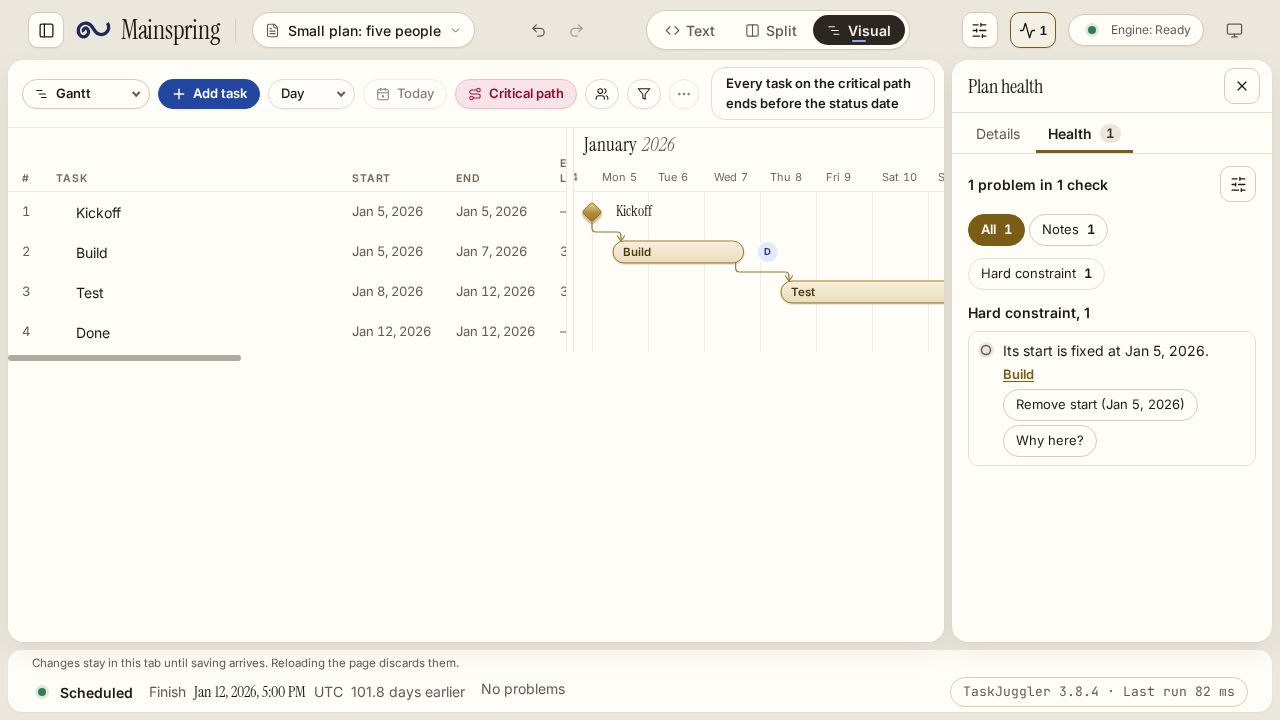 Mainspring
Small plan: five people
Text
Split
Visual
1
Engine: Ready
Gantt
Add task
Day
Today
Critical path
Every task on the critical path
ends before the status date
January 2026
# TASK START END E
L
4 Mon 5 Tue 6 Wed 7 Thu 8 Fri 9 Sat 10 S
1 Kickoff Jan 5, 2026 Jan 5, 2026 –
Kickoff
2 Build Jan 5, 2026 Jan 7, 2026 3
Build
D
3 Test Jan 8, 2026 Jan 12, 2026 3
Test
4 Done Jan 12, 2026 Jan 12, 2026 –
Plan health
Details
Health 1
1 problem in 1 check
All 1
Notes 1
Hard constraint 1
Hard constraint, 1
Its start is fixed at Jan 5, 2026.
Build
Remove start (Jan 5, 2026)
Why here?
Changes stay in this tab until saving arrives. Reloading the page discards them.
Scheduled Finish Jan 12, 2026, 5:00 PM UTC 101.8 days earlier No problems
TaskJuggler 3.8.4 · Last run 82 ms